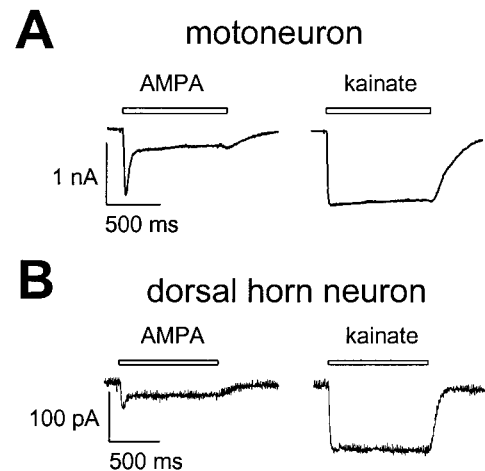 A
motoneuron
AMPA
kainate
1 nA
500 ms
B
dorsal horn neuron
AMPA
kainate
100 pA
500 ms